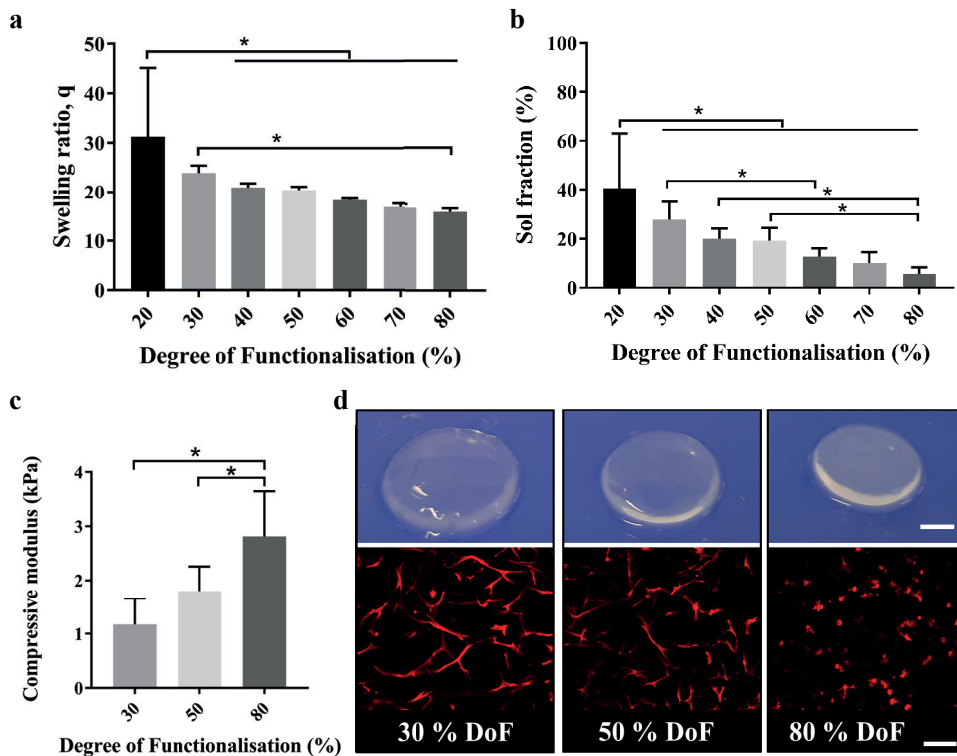 a
50
40
30
20
10
0
Swelling ratio, q
*
*
20 30 40 50 60 70 80
Degree of Functionalisation (%)
b
100
80
60
40
20
0
Sol fraction (%)
*
*
*
*
20 30 40 50 60 70 80
Degree of Functionalisation (%)
c
4
3
2
1
0
Compressive modulus (kPa)
*
*
30 50 80
Degree of Functionalisation (%)
d
30 % DoF 50 % DoF 80 % DoF